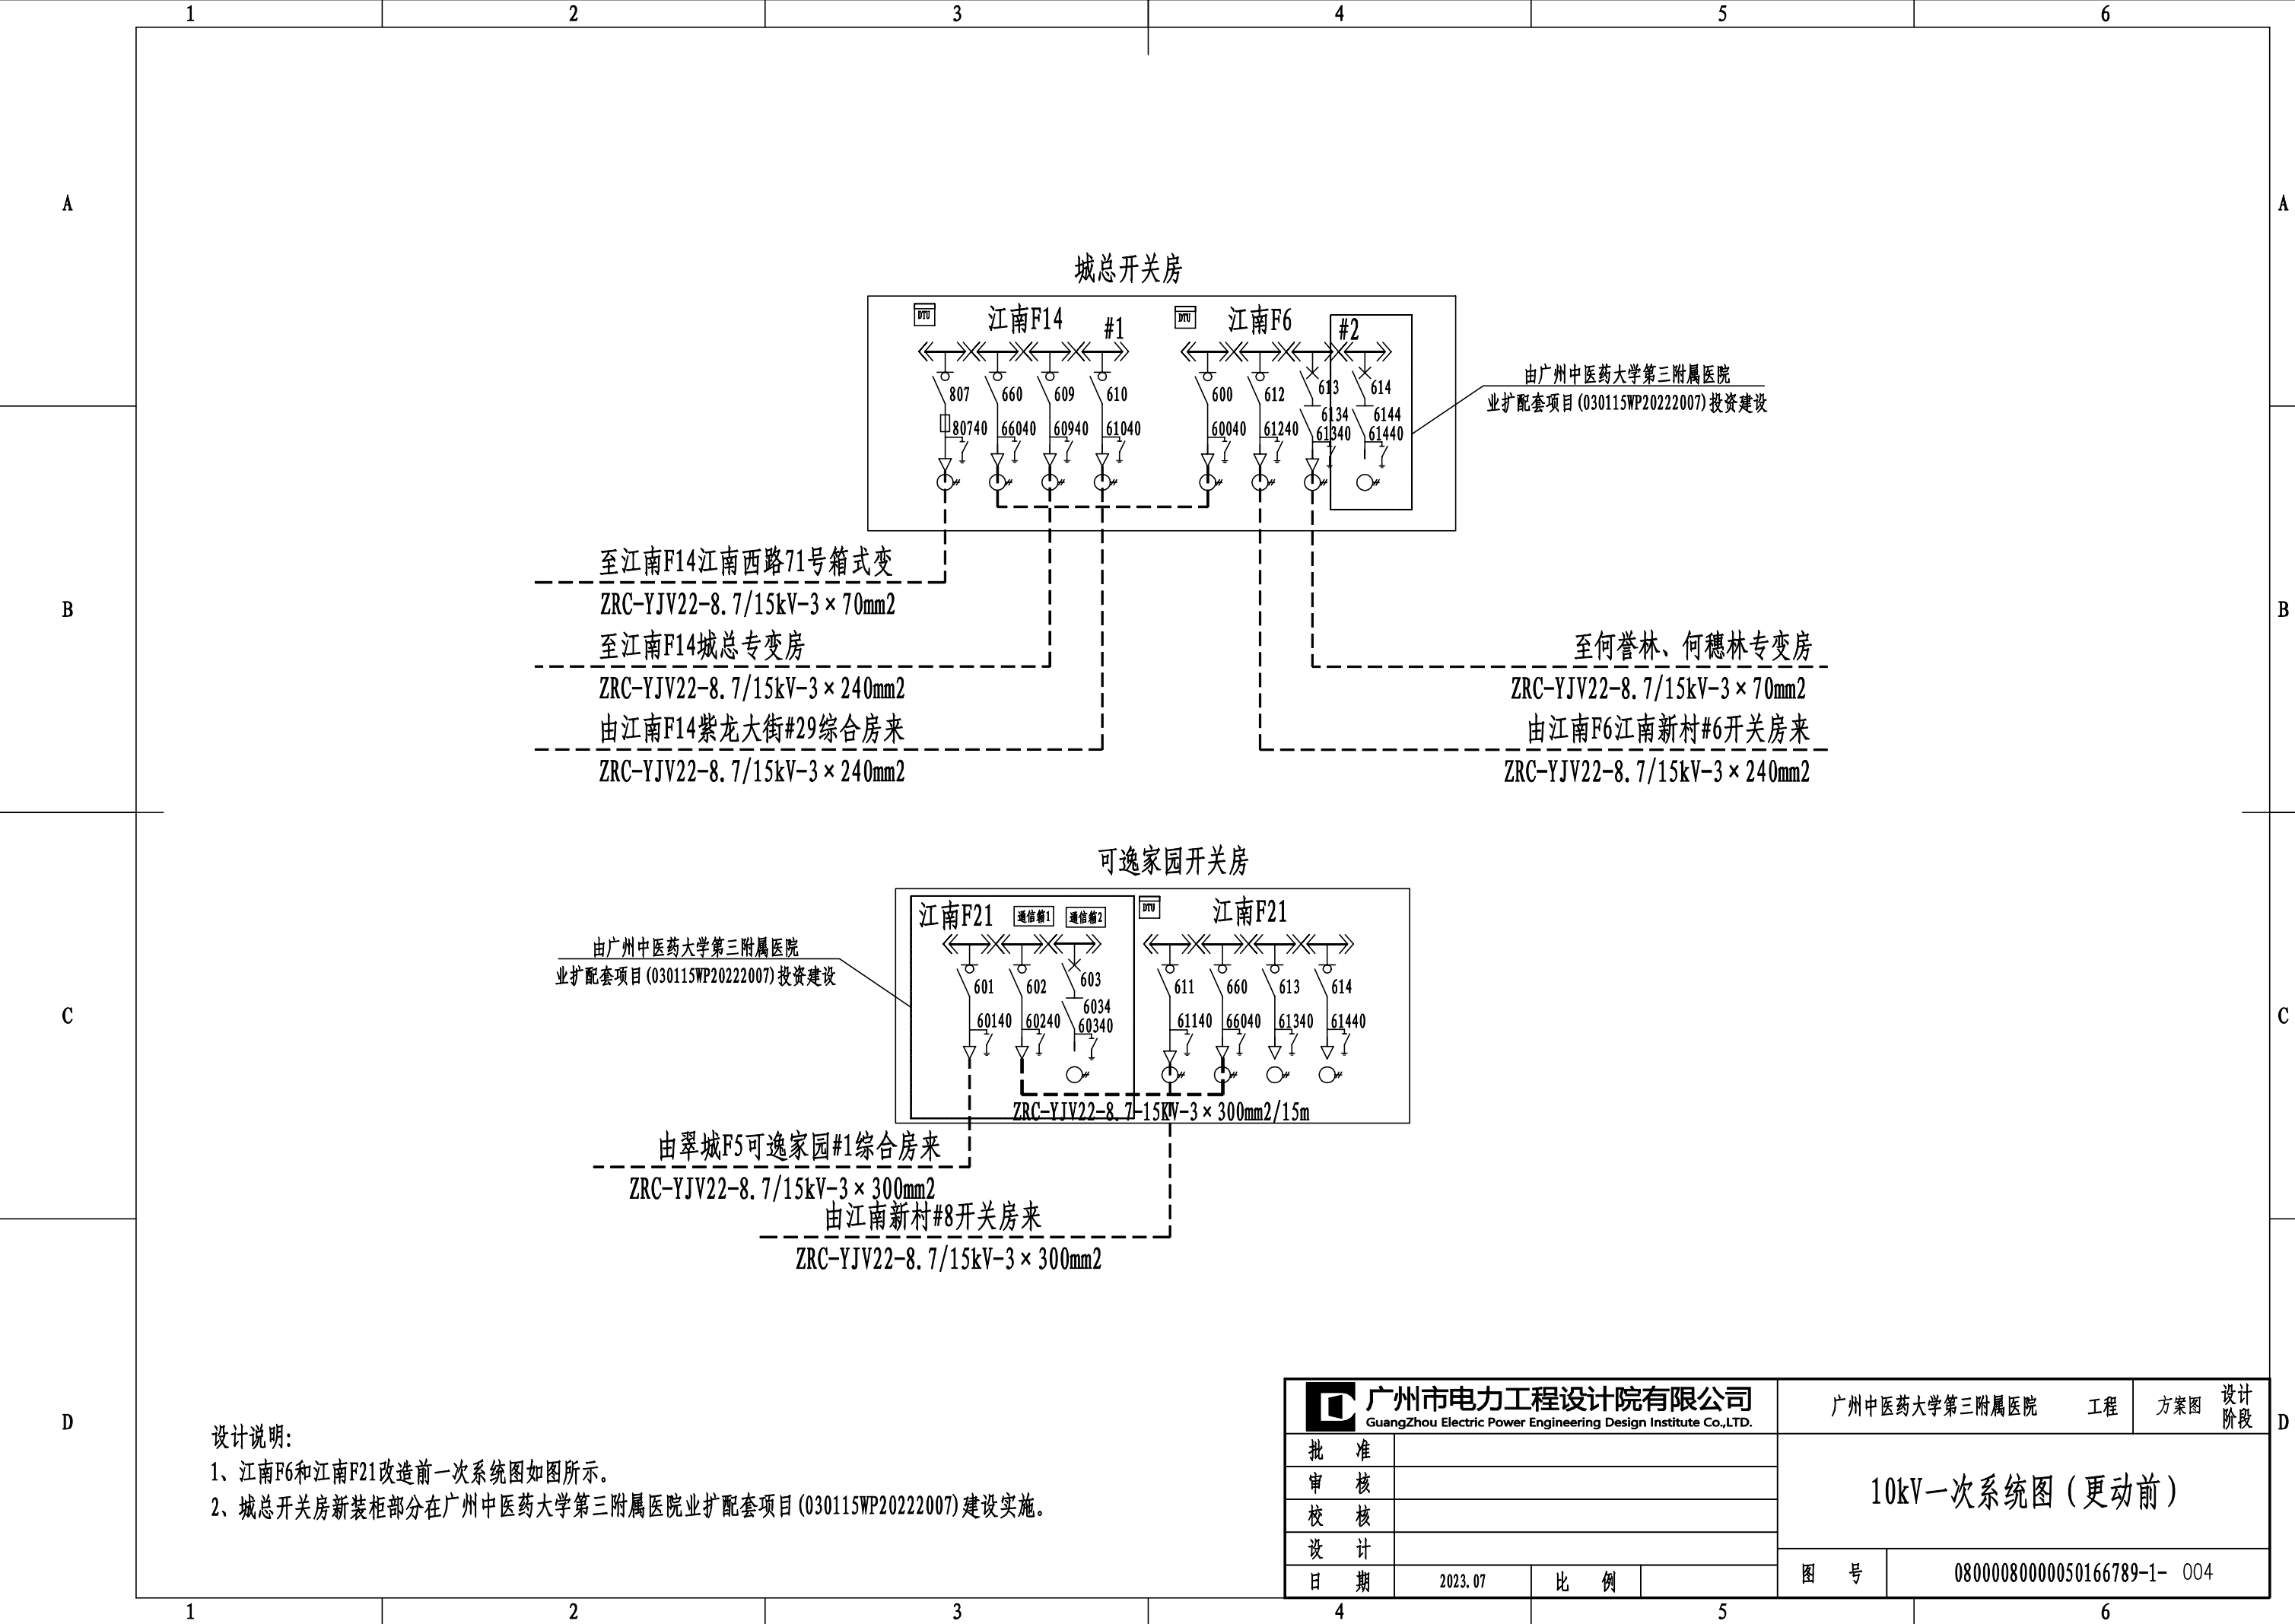 1 2 3 4 5 6
A A
城总开关房
DTU 江南F14 #1 DTU 江南F6 #2
807 660 609 610 600 612 613 614
6134 6144
80740 66040 60940 61040 60040 61240 61340 61440
由广州中医药大学第三附属医院
业扩配套项目(030115WP20222007)投资建设
至江南F14江南西路71号箱式变
ZRC-YJV22-8.7/15kV-3×70mm2
B B
至江南F14城总专变房
ZRC-YJV22-8.7/15kV-3×240mm2
由江南F14紫龙大街#29综合房来
ZRC-YJV22-8.7/15kV-3×240mm2
至何誉林、何穗林专变房
ZRC-YJV22-8.7/15kV-3×70mm2
由江南F6江南新村#6开关房来
ZRC-YJV22-8.7/15kV-3×240mm2
可逸家园开关房
江南F21 通信箱1 通信箱2 DTU 江南F21
由广州中医药大学第三附属医院
业扩配套项目(030115WP20222007)投资建设
601 602 603 611 660 613 614
6034
60140 60240 60340 61140 66040 61340 61440
C C
ZRC-YJV22-8.7-15KV-3×300mm2/15m
由翠城F5可逸家园#1综合房来
ZRC-YJV22-8.7/15kV-3×300mm2
由江南新村#8开关房来
ZRC-YJV22-8.7/15kV-3×300mm2
D D
设计说明:
1、江南F6和江南F21改造前一次系统图如图所示。
2、城总开关房新装柜部分在广州中医药大学第三附属医院业扩配套项目(030115WP20222007)建设实施。
广州市电力工程设计院有限公司
GuangZhou Electric Power Engineering Design Institute Co.,LTD.
广州中医药大学第三附属医院 工程 方案图 设计
阶段
批 准
审 核
校 核
设 计
日 期 2023.07 比 例
10kV一次系统图（更动前）
图 号 08000080000050166789-1- 004
1 2 3 4 5 6